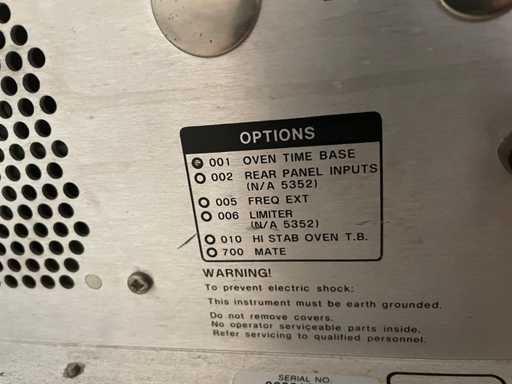 OPTIONS
001 OVEN TIME BASE
002 REAR PANEL INPUTS
(N/A 5352)
005 FREQ EXT
006 LIMITER
(N/A 5352)
010 HI STAB OVEN T.B.
700 MATE
WARNING!
To prevent electric shock:
This instrument must be earth grounded.
Do not remove covers.
No operator serviceable parts inside.
Refer servicing to qualified personnel.
SERIAL NO.